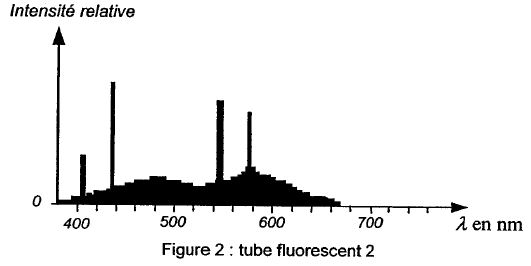 Intensité relative
0
400 500 600 700 λ en nm
Figure 2 : tube fluorescent 2